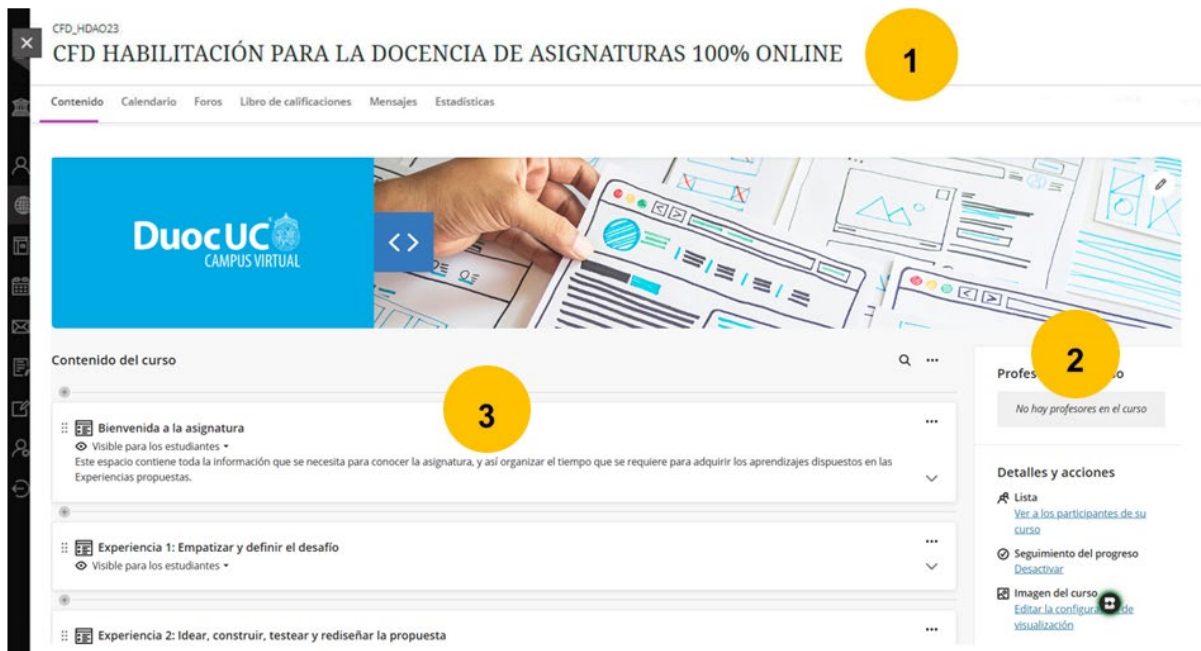 CFD_HDAO23
CFD HABILITACIÓN PARA LA DOCENCIA DE ASIGNATURAS 100% ONLINE
1
Contenido Calendario Foros Libro de calificaciones Mensajes Estadísticas
DuocUC
CAMPUS VIRTUAL
Contenido del curso
3
Bienvenida a la asignatura
Visible para los estudiantes
Este espacio contiene toda la información que se necesita para conocer la asignatura, y así organizar el tiempo que se requiere para adquirir los aprendizajes dispuestos en las
Experiencias propuestas.
Experiencia 1: Empatizar y definir el desafío
Visible para los estudiantes
Experiencia 2: Idear, construir, testear y rediseñar la propuesta
2
No hay profesores en el curso
Detalles y acciones
Lista
Ver a los participantes de su
curso
Seguimiento del progreso
Desactivar
Imagen del curso
Editar la de
visualización